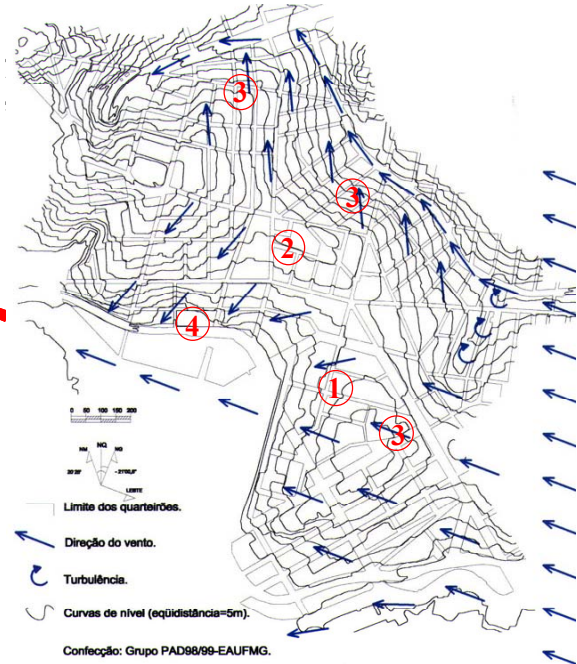 3
3
2
4
1
3
0 50 100 150 200
NQ
NM NG
LESTE
Limite dos quarteirões.
Direção do vento.
Turbulência.
Curvas de nível (eqüidistância=5m).
Confecção: Grupo PAD98/99-EAUFMG.